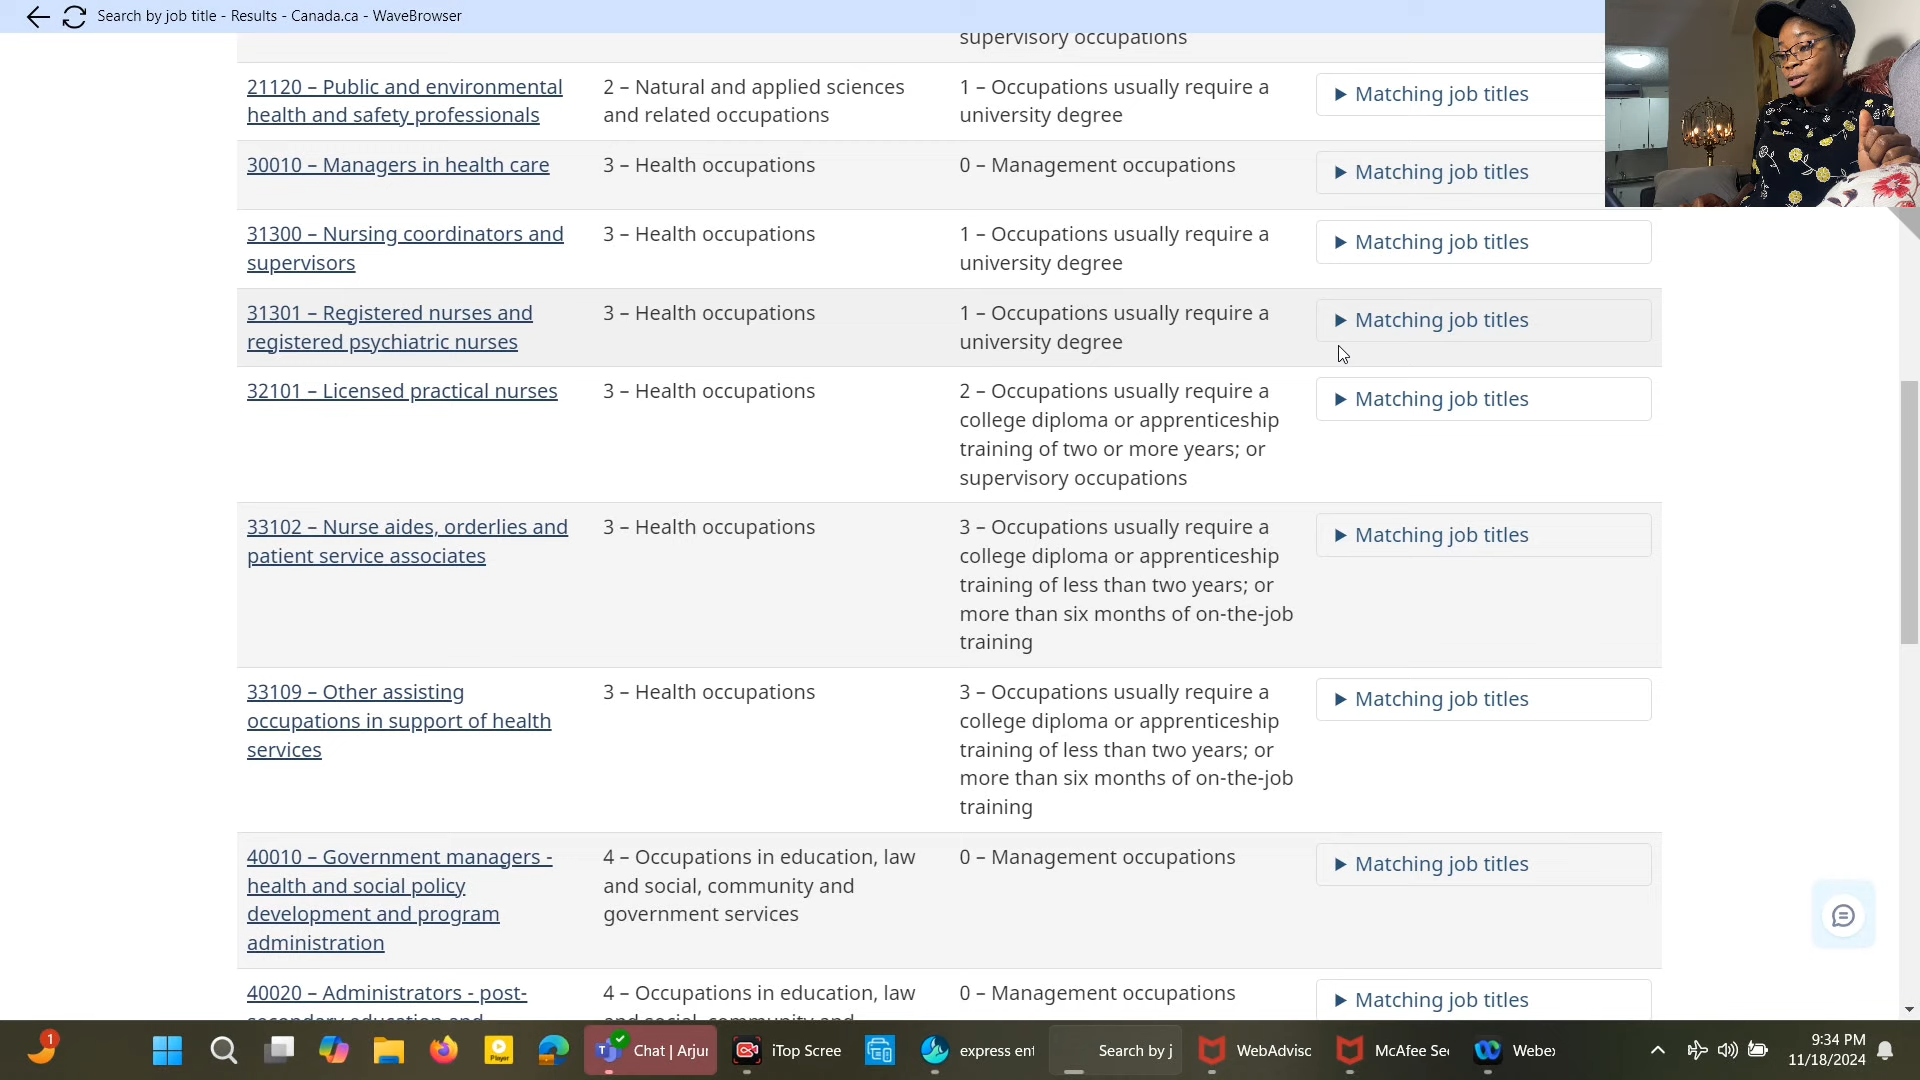 Search by job title - Results - Canada.ca - WaveBrowser
supervisory occupations
21120 – Public and environmental
health and safety professionals
2 – Natural and applied sciences
and related occupations
1 – Occupations usually require a
university degree
▶ Matching job titles
30010 – Managers in health care
3 – Health occupations
0 – Management occupations
▶ Matching job titles
31300 – Nursing coordinators and
supervisors
3 – Health occupations
1 – Occupations usually require a
university degree
▶ Matching job titles
31301 – Registered nurses and
registered psychiatric nurses
3 – Health occupations
1 – Occupations usually require a
university degree
▶ Matching job titles
32101 – Licensed practical nurses
3 – Health occupations
2 – Occupations usually require a
college diploma or apprenticeship
training of two or more years; or
supervisory occupations
▶ Matching job titles
33102 – Nurse aides, orderlies and
patient service associates
3 – Health occupations
3 – Occupations usually require a
college diploma or apprenticeship
training of less than two years; or
more than six months of on-the-job
training
▶ Matching job titles
33109 – Other assisting
occupations in support of health
services
3 – Health occupations
3 – Occupations usually require a
college diploma or apprenticeship
training of less than two years; or
more than six months of on-the-job
training
▶ Matching job titles
40010 – Government managers -
health and social policy
development and program
administration
4 – Occupations in education, law
and social, community and
government services
0 – Management occupations
▶ Matching job titles
40020 – Administrators - post-
secondary education and
4 – Occupations in education, law
and social, community and
0 – Management occupations
▶ Matching job titles
1
Player
Chat | Arjur
iTop Scree
express ent
Search by j
WebAdvisc
McAfee Se
Webex
9:34 PM
11/18/2024